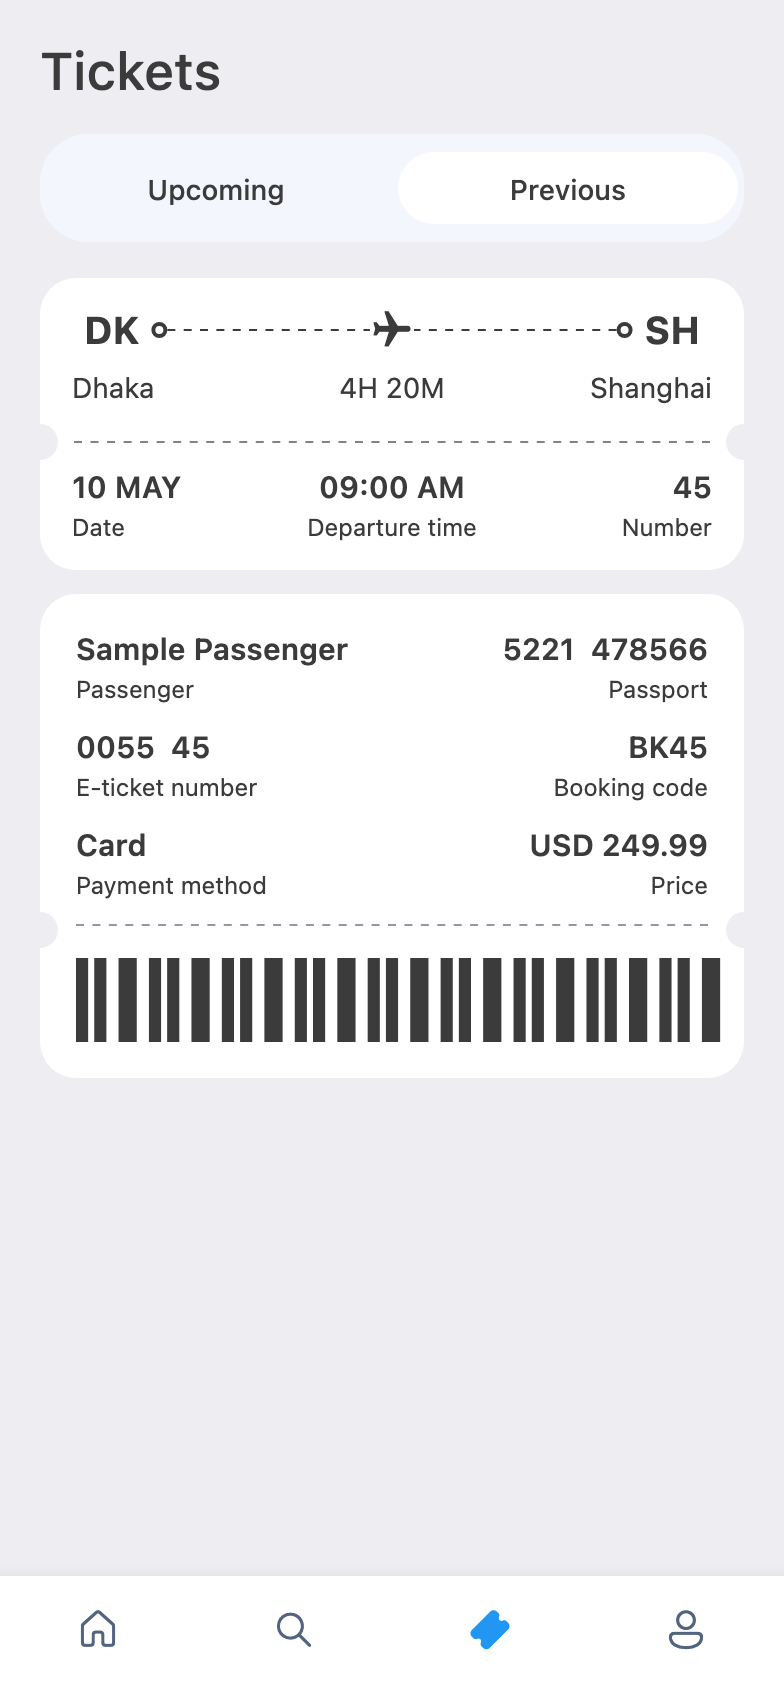 Tickets
Upcoming Previous
DK SH
Dhaka 4H 20M Shanghai
10 MAY 09:00 AM 45
Date Departure time Number
Sample Passenger 5221 478566
Passenger Passport
0055 45 BK45
E-ticket number Booking code
Card USD 249.99
Payment method Price